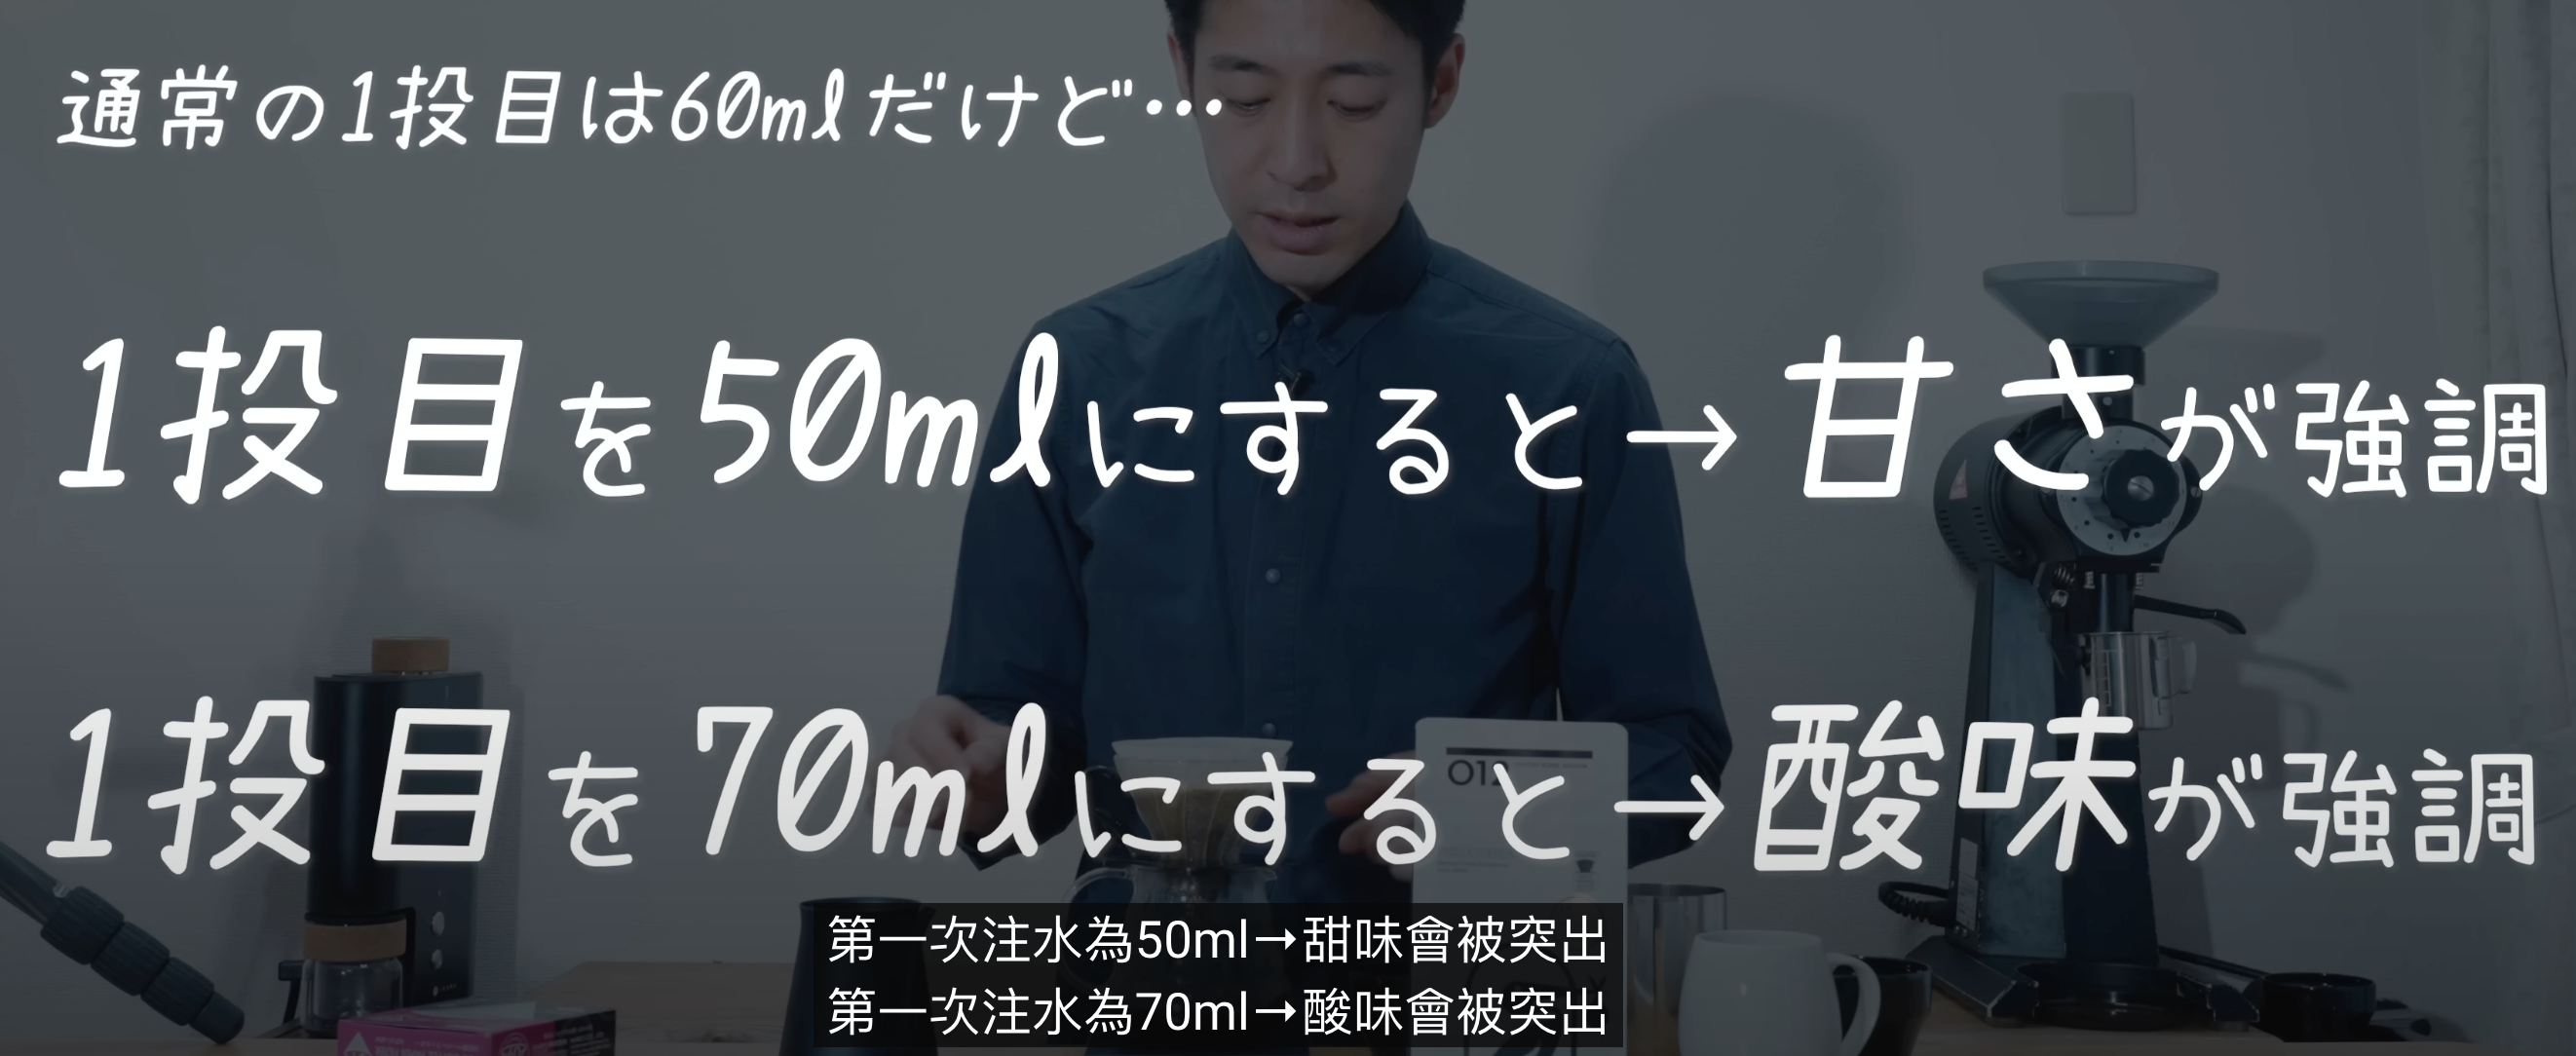 通常の1投目は60mlだけど…
1投目を50mlにすると→甘さが強調
1投目を70mlにすると→酸味が強調
012
第一次注水為50ml→甜味會被突出
第一次注水為70ml→酸味會被突出